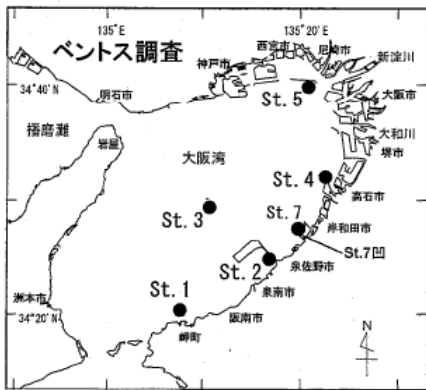 135°E
135°20′
ベントス調査
西宮市
尼崎市
神戸市
新淀川
34°40′N
明石市
St.5
大阪市
播磨灘
岩屋
大阪湾
大和川
堺市
St.4
高石市
St.3
St.7
岸和田市
St.7凹
St.2
泉佐野市
泉南市
洲本市
St.1
34°20′N
阪南市
岬町
N